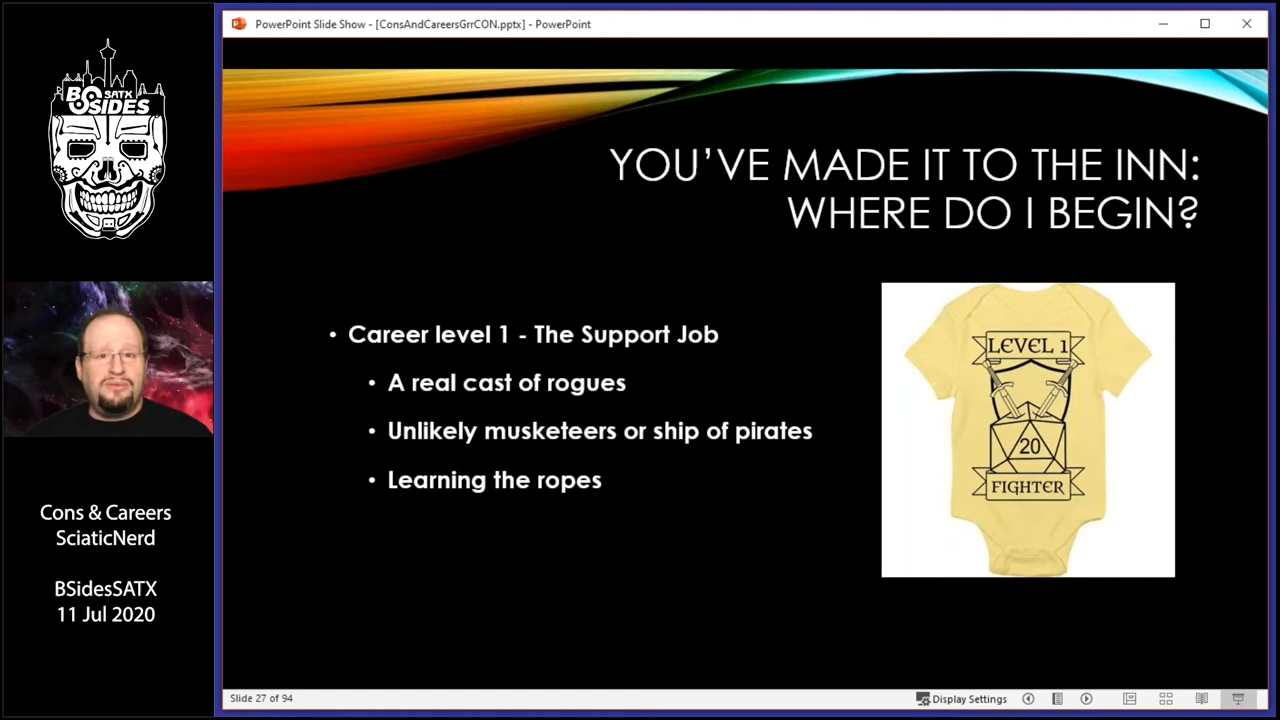 PowerPoint Slide Show - [ConsAndCareersGrrCON.pptx] - PowerPoint
BSIDES
SATX
YOU'VE MADE IT TO THE INN:
WHERE DO I BEGIN?
• Career level 1 - The Support Job
• A real cast of rogues
• Unlikely musketeers or ship of pirates
• Learning the ropes
LEVEL 1
20
FIGHTER
Cons & Careers
SciaticNerd
BSidesSATX
11 Jul 2020
Slide 27 of 94
Display Settings